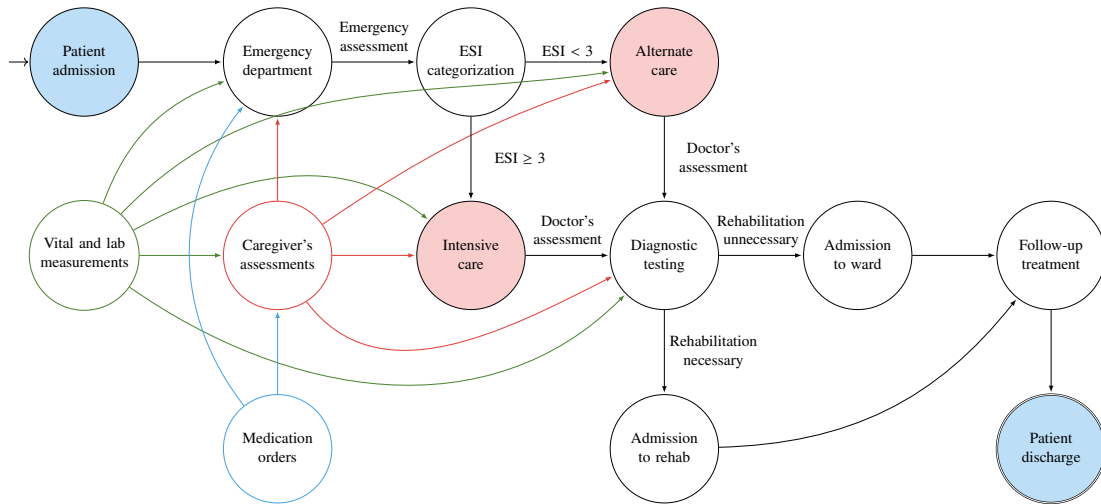 Patient
admission
Emergency
department
Emergency
assessment
ESI
categorization
ESI < 3
Alternate
care
ESI ≥ 3
Doctor's
assessment
Vital and lab
measurements
Caregiver's
assessments
Intensive
care
Doctor's
assessment
Diagnostic
testing
Rehabilitation
unnecessary
Admission
to ward
Follow-up
treatment
Rehabilitation
necessary
Medication
orders
Admission
to rehab
Patient
discharge